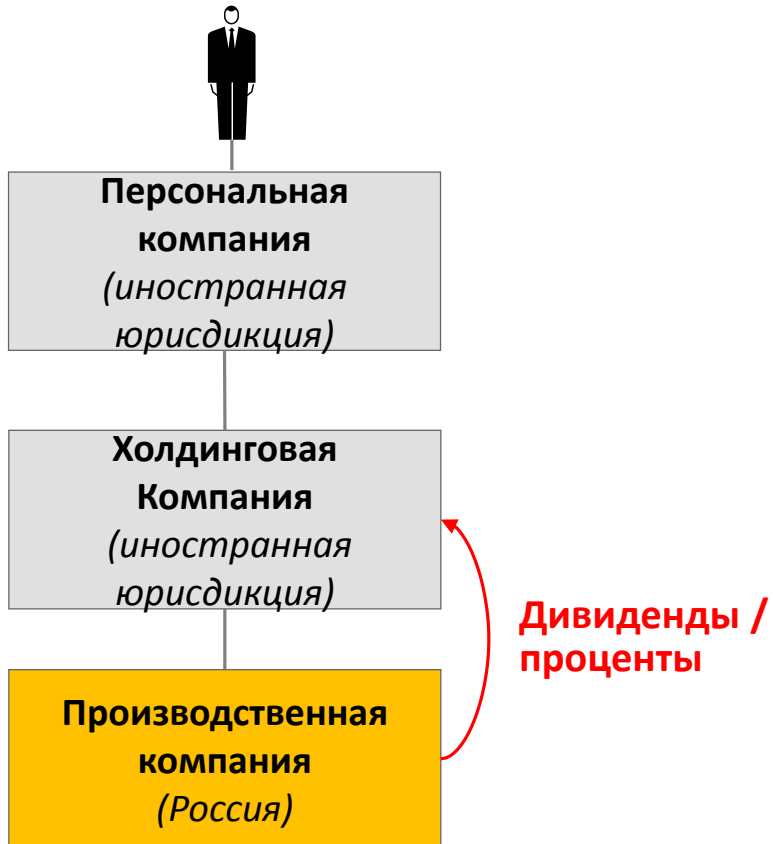 Персональная
компания
(иностранная
юрисдикция)
Холдинговая
Компания
(иностранная
юрисдикция)
Дивиденды /
проценты
Производственная
компания
(Россия)